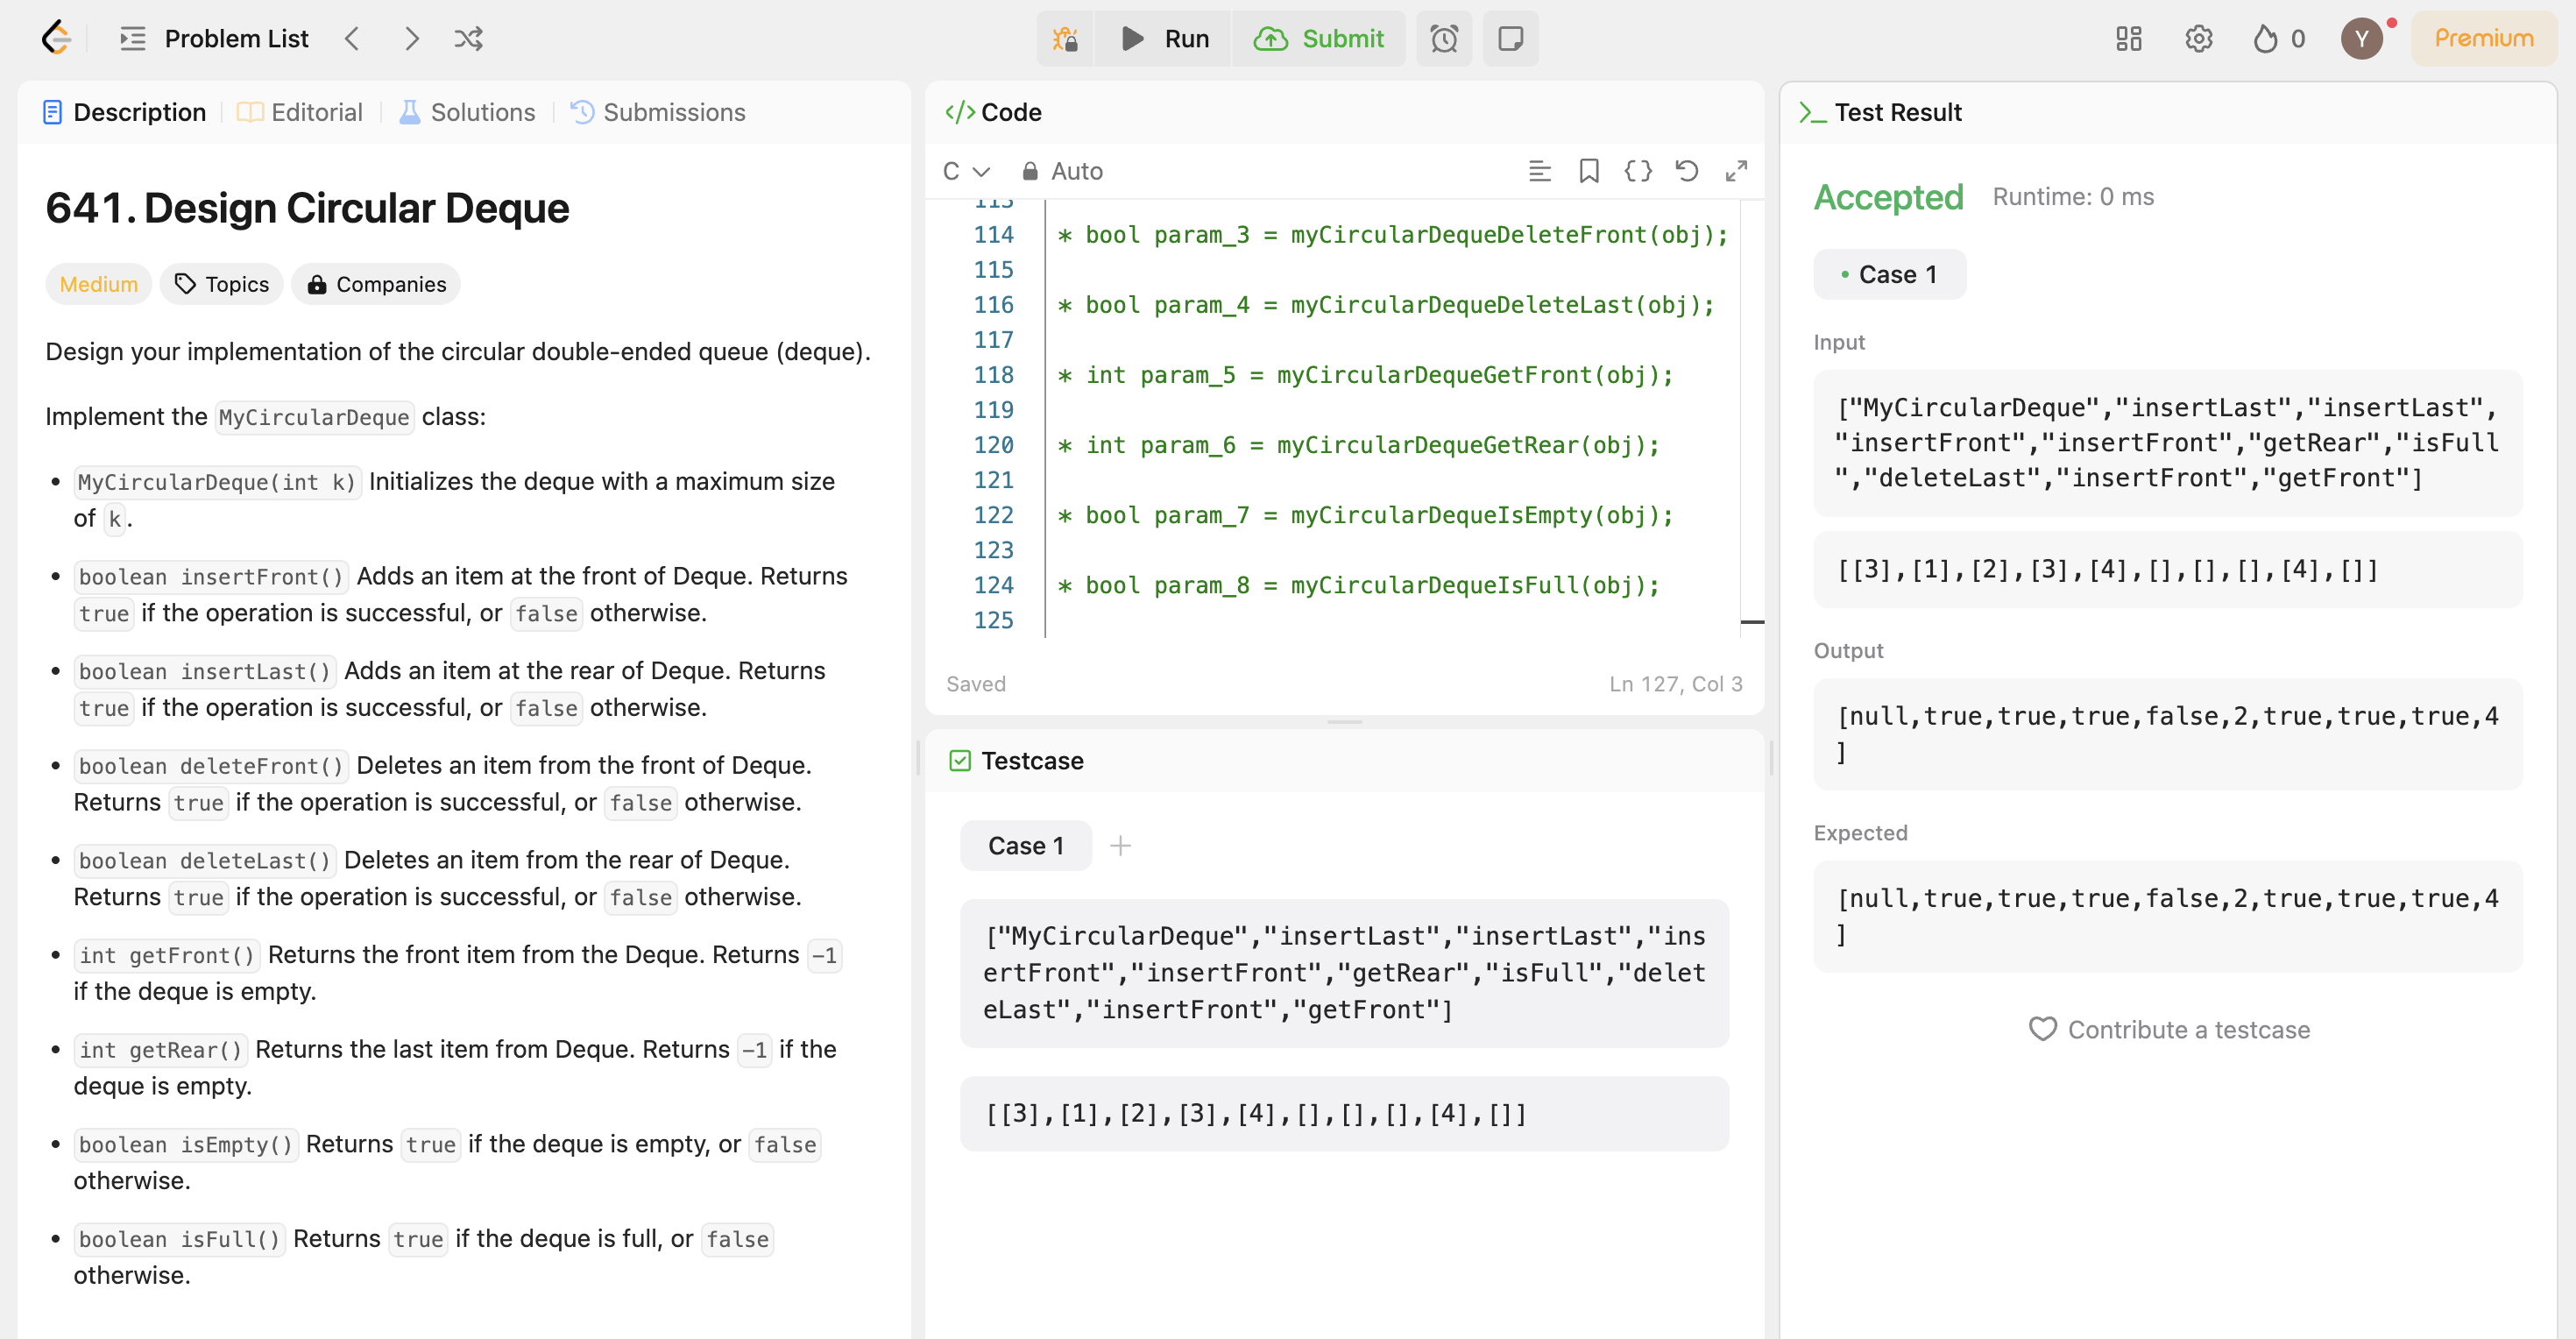 Problem List
Run
Submit
0
Y
Premium
Description
Editorial
Solutions
Submissions
641. Design Circular Deque
Medium
Topics
Companies
Design your implementation of the circular double-ended queue (deque).
Implement the MyCircularDeque class:
• MyCircularDeque(int k) Initializes the deque with a maximum size
of k.
• boolean insertFront() Adds an item at the front of Deque. Returns
true if the operation is successful, or false otherwise.
• boolean insertLast() Adds an item at the rear of Deque. Returns
true if the operation is successful, or false otherwise.
• boolean deleteFront() Deletes an item from the front of Deque.
Returns true if the operation is successful, or false otherwise.
• boolean deleteLast() Deletes an item from the rear of Deque.
Returns true if the operation is successful, or false otherwise.
• int getFront() Returns the front item from the Deque. Returns -1
if the deque is empty.
• int getRear() Returns the last item from Deque. Returns -1 if the
deque is empty.
• boolean isEmpty() Returns true if the deque is empty, or false
otherwise.
• boolean isFull() Returns true if the deque is full, or false
otherwise.
</> Code
C
Auto
113
114 * bool param_3 = myCircularDequeDeleteFront(obj);
115
116 * bool param_4 = myCircularDequeDeleteLast(obj);
117
118 * int param_5 = myCircularDequeGetFront(obj);
119
120 * int param_6 = myCircularDequeGetRear(obj);
121
122 * bool param_7 = myCircularDequeIsEmpty(obj);
123
124 * bool param_8 = myCircularDequeIsFull(obj);
125
Saved
Ln 127, Col 3
Testcase
Case 1
["MyCircularDeque","insertLast","insertLast","ins
ertFront","insertFront","getRear","isFull","delet
eLast","insertFront","getFront"]
[[3],[1],[2],[3],[4],[],[],[],[4],[]]
Test Result
Accepted
Runtime: 0 ms
• Case 1
Input
["MyCircularDeque","insertLast","insertLast",
"insertFront","insertFront","getRear","isFull
","deleteLast","insertFront","getFront"]
[[3],[1],[2],[3],[4],[],[],[],[4],[]]
Output
[null,true,true,true,false,2,true,true,true,4
]
Expected
[null,true,true,true,false,2,true,true,true,4
]
Contribute a testcase